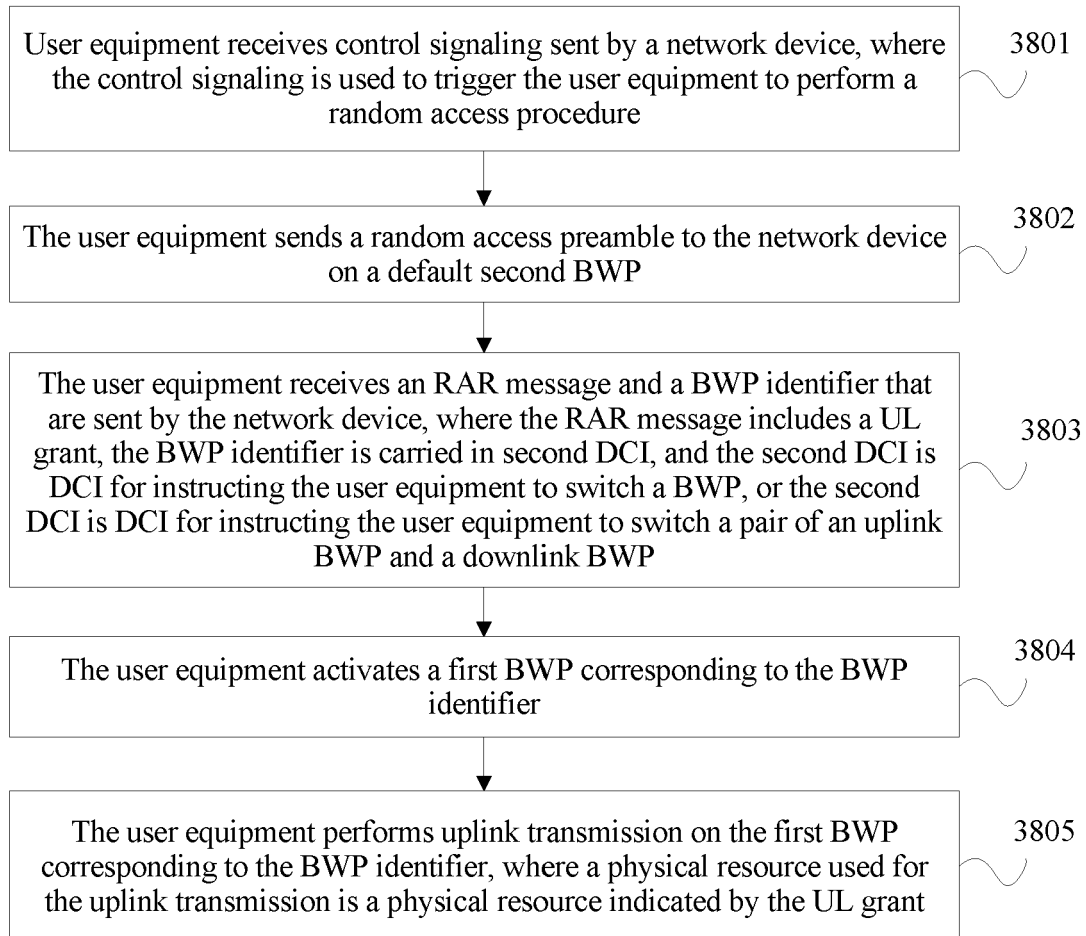 User equipment receives control signaling sent by a network device, where
the control signaling is used to trigger the user equipment to perform a
random access procedure
3801
The user equipment sends a random access preamble to the network device
on a default second BWP
3802
The user equipment receives an RAR message and a BWP identifier that
are sent by the network device, where the RAR message includes a UL
grant, the BWP identifier is carried in second DCI, and the second DCI is
DCI for instructing the user equipment to switch a BWP, or the second
DCI is DCI for instructing the user equipment to switch a pair of an uplink
BWP and a downlink BWP
3803
The user equipment activates a first BWP corresponding to the BWP
identifier
3804
The user equipment performs uplink transmission on the first BWP
corresponding to the BWP identifier, where a physical resource used for
the uplink transmission is a physical resource indicated by the UL grant
3805